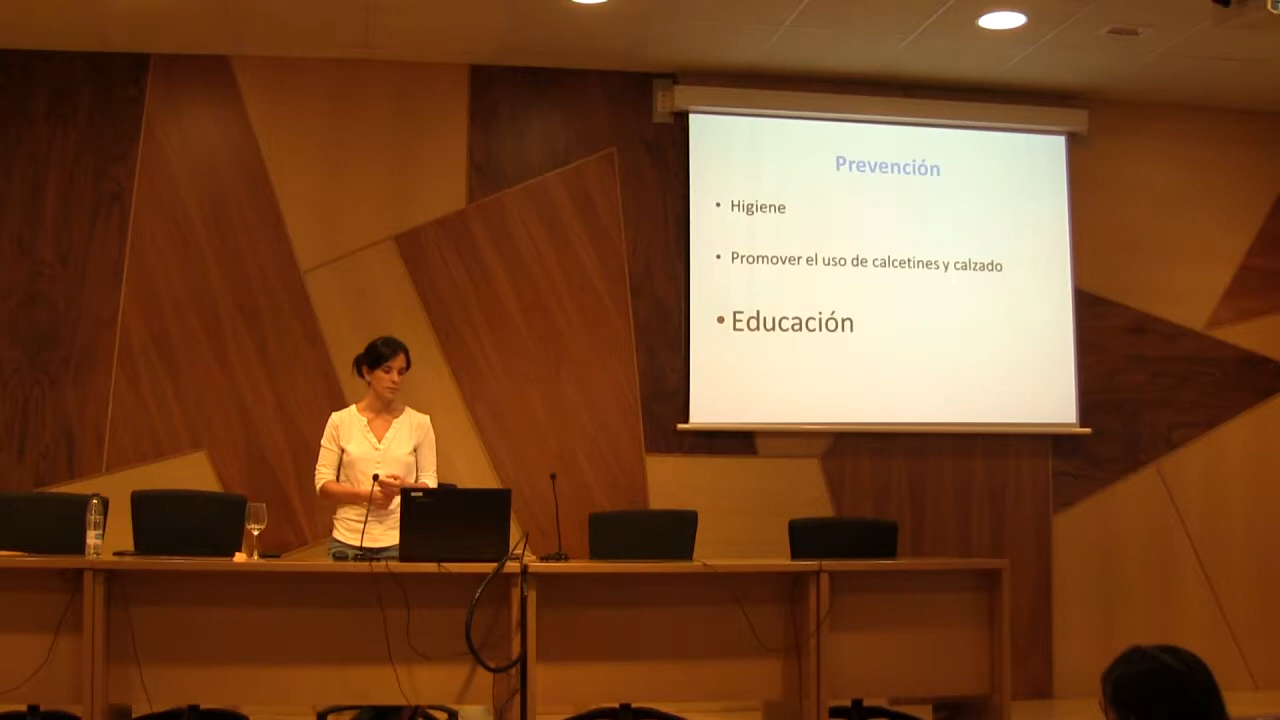 Prevención
• Higiene
• Promover el uso de calcetines y calzado
• Educación